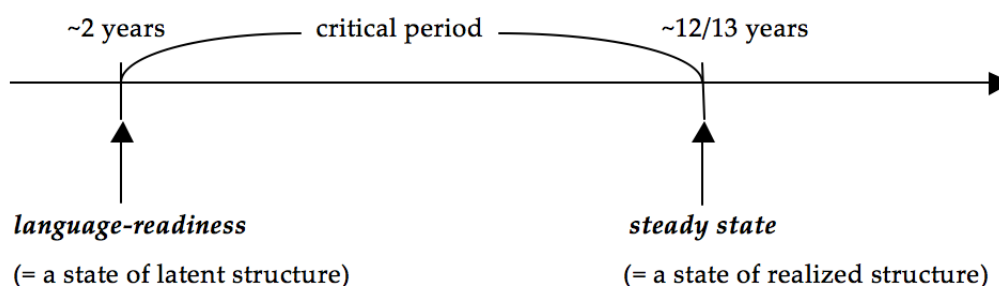 ~2 years critical period ~12/13 years
language-readiness steady state
(= a state of latent structure) (= a state of realized structure)